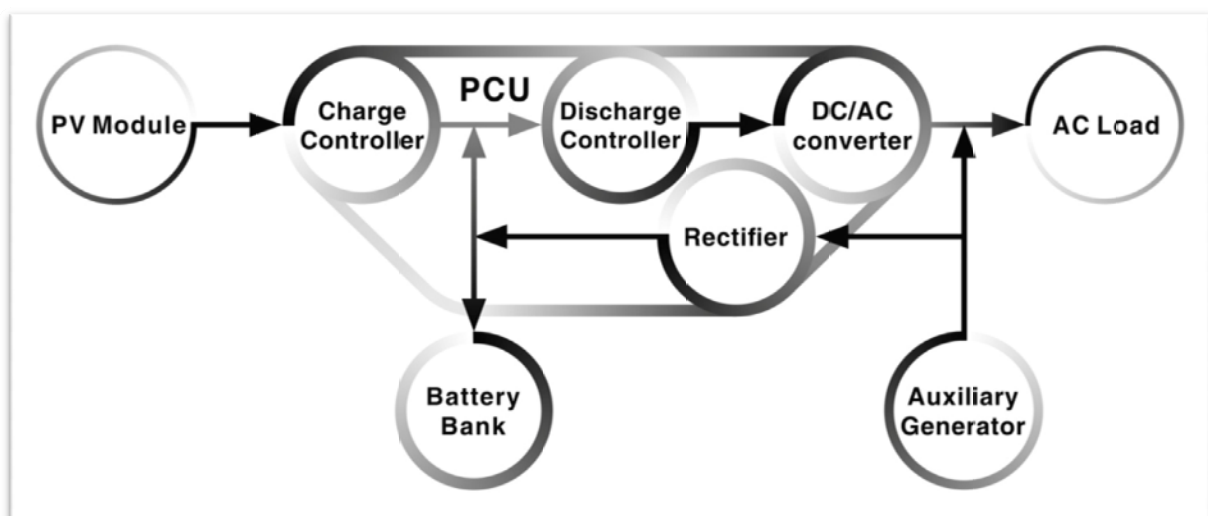 PV Module
Charge
Controller
PCU
Discharge
Controller
DC/AC
converter
AC Load
Rectifier
Battery
Bank
Auxiliary
Generator